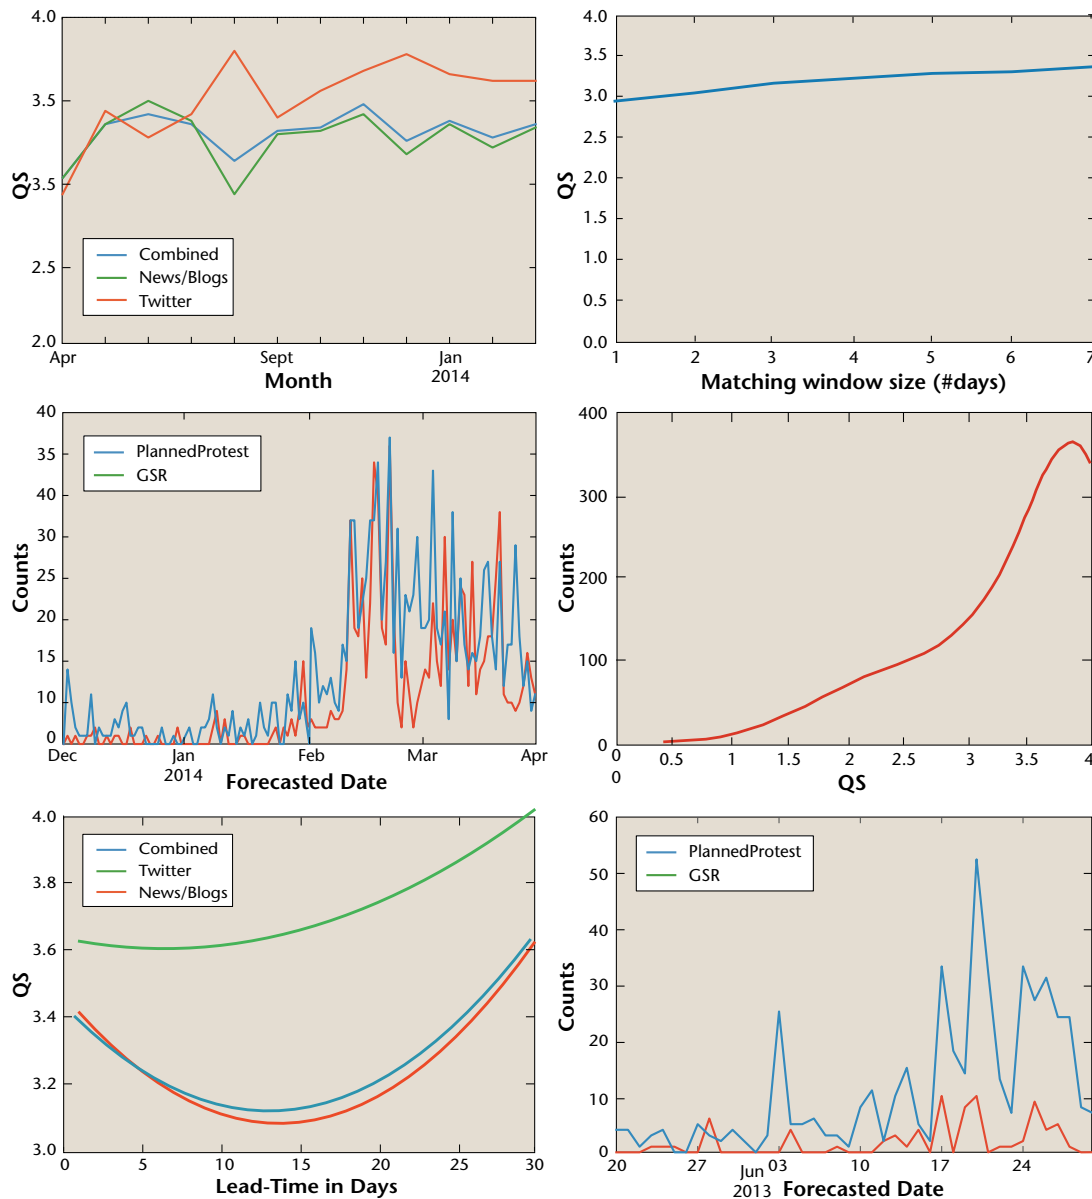 4.0
3.5
3.5
2.5
2.0
QS
Combined
News/Blogs
Twitter
Apr
Sept
Jan
2014
Month
4.0
3.5
3.0
2.5
2.0
1.5
1.0
0.5
0.0
QS
1
2
3
4
5
6
7
Matching window size (#days)
40
35
40
30
25
20
15
10
0
Counts
PlannedProtest
GSR
Dec
Jan
2014
Feb
Mar
Apr
Forecasted Date
400
300
200
100
0
Counts
0
0.5
1
1.5
2
2.5
3
3.5
4
QS
4.0
3.8
3.6
3.4
3.2
3.0
QS
Combined
Twitter
News/Blogs
0
5
10
15
20
25
30
Lead-Time in Days
60
50
40
30
20
10
0
Counts
PlannedProtest
GSR
20
27
Jun
2013
03
10
17
24
Forecasted Date